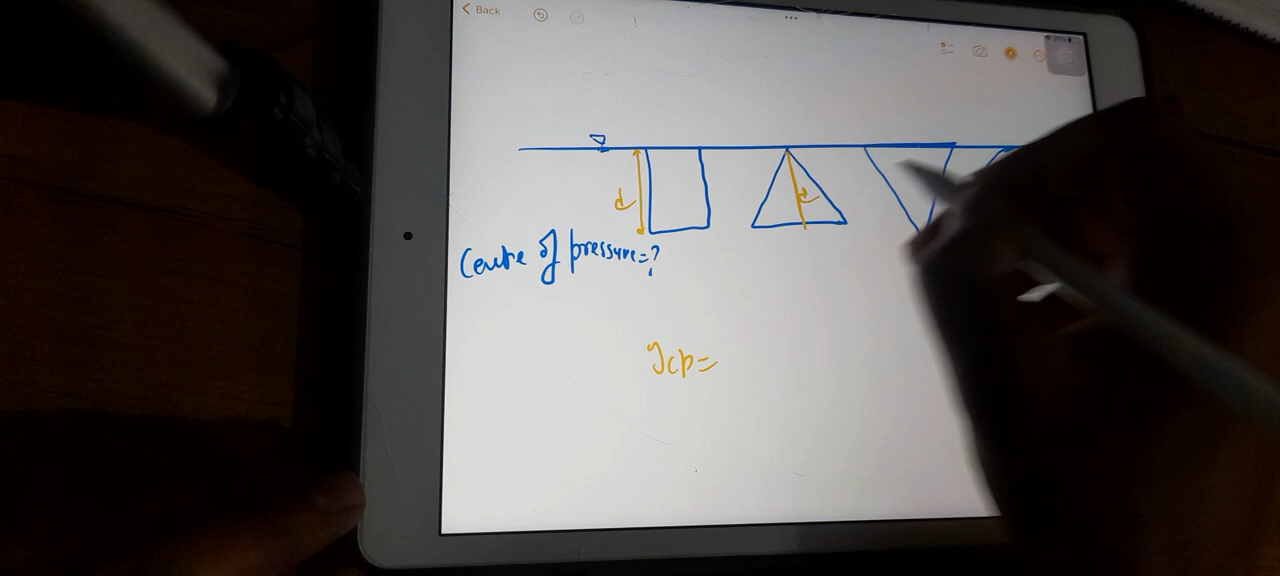 Back
d
d
Centre of pressure=?
ycp=